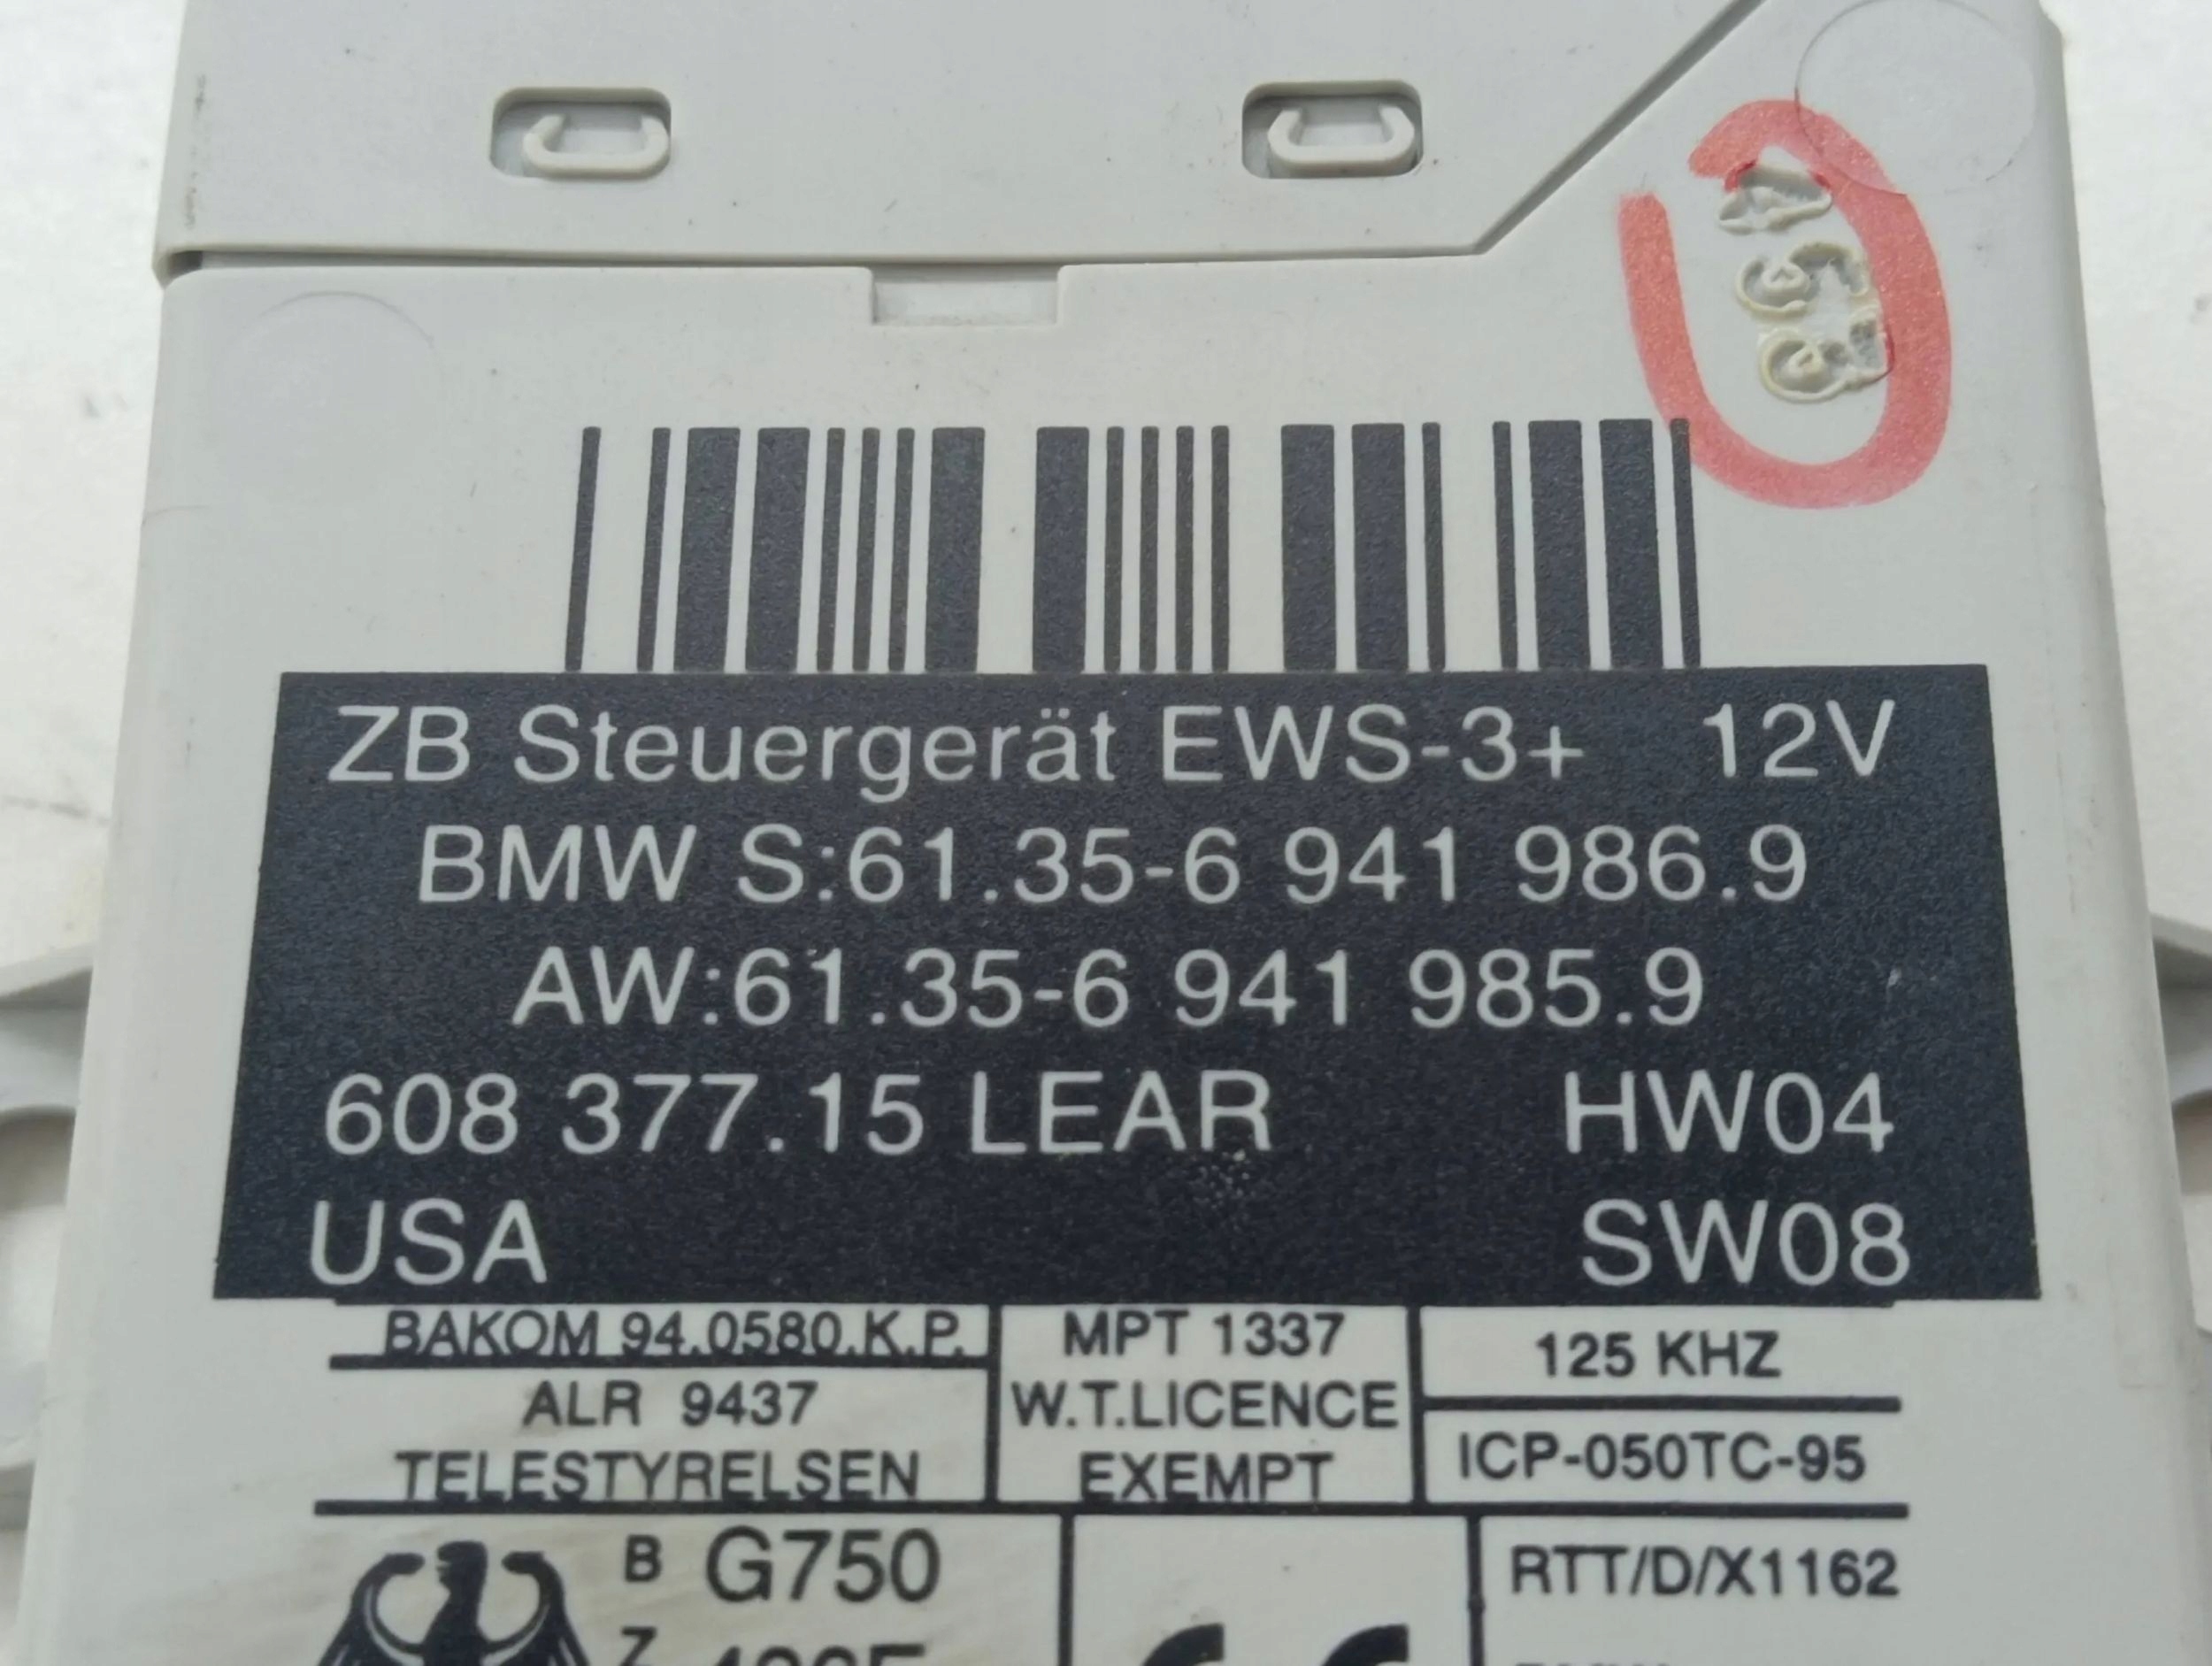 ZB Steuergerät EWS-3+ 12V
BMW S:61.35-6 941 986.9
AW:61.35-6 941 985.9
608 377.15 LEAR HW04
USA SW08
BAKOM 94.0580.K.P.
ALR 9437
TELESTYRELSEN
MPT 1337
W.T.LICENCE
EXEMPT
125 KHZ
ICP-050TC-95
B G750
Z
RTT/D/X1162